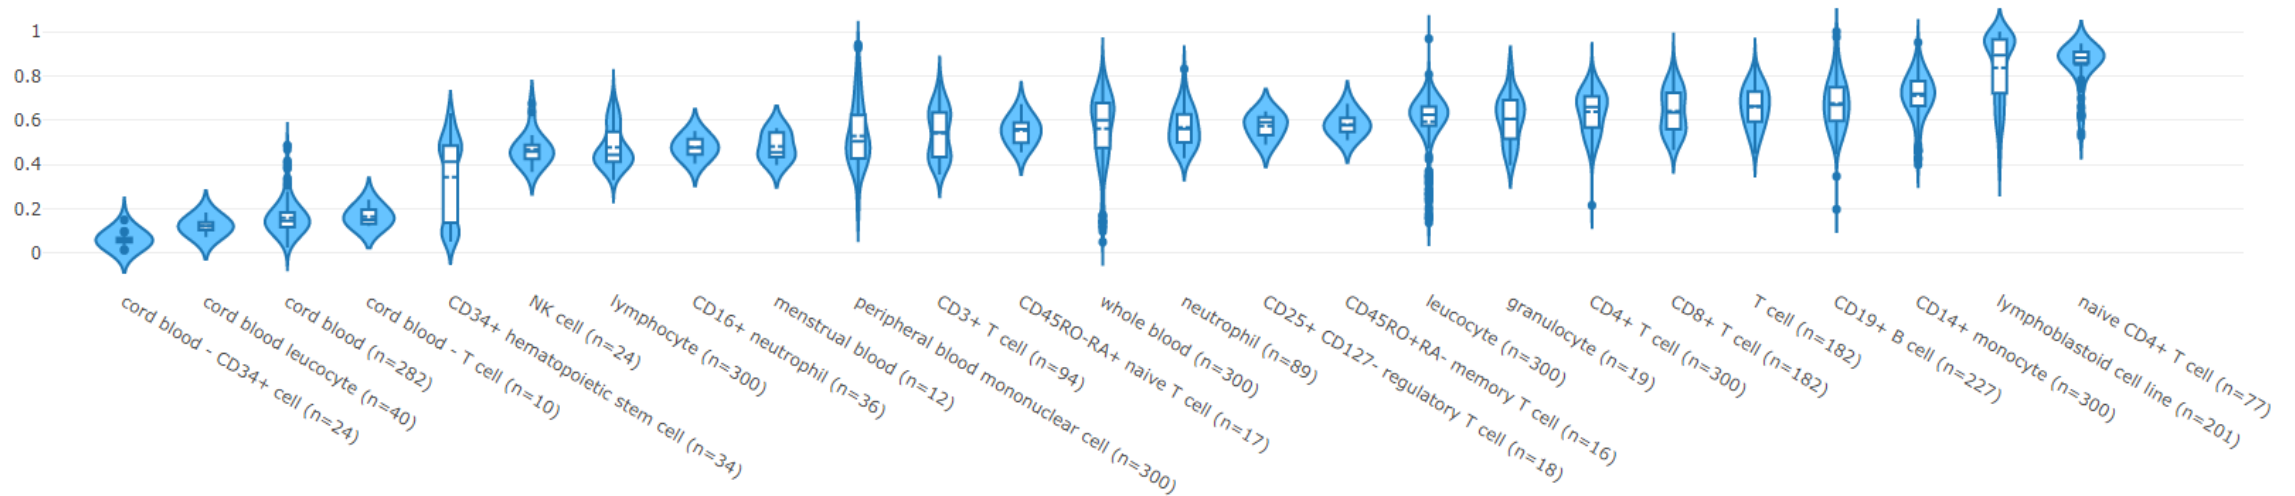 1
0.8
0.6
0.4
0.2
0
cord blood - CD34+ cell (n=24)
cord blood leucocyte (n=40)
cord blood (n=282)
cord blood - T cell (n=10)
CD34+ hematopoietic stem cell (n=34)
NK cell (n=24)
lymphocyte (n=300)
CD16+ neutrophil (n=36)
menstrual blood (n=12)
peripheral blood mononuclear cell (n=300)
CD3+ T cell (n=94)
CD45RO-RA+ naive T cell (n=17)
whole blood (n=300)
neutrophil (n=89)
CD25+ CD127- regulatory T cell (n=18)
CD45RO+RA- memory T cell (n=16)
leucocyte (n=300)
granulocyte (n=19)
CD4+ T cell (n=300)
CD8+ T cell (n=182)
T cell (n=182)
CD19+ B cell (n=227)
CD14+ monocyte (n=300)
lymphoblastoid cell line (n=201)
naive CD4+ T cell (n=77)